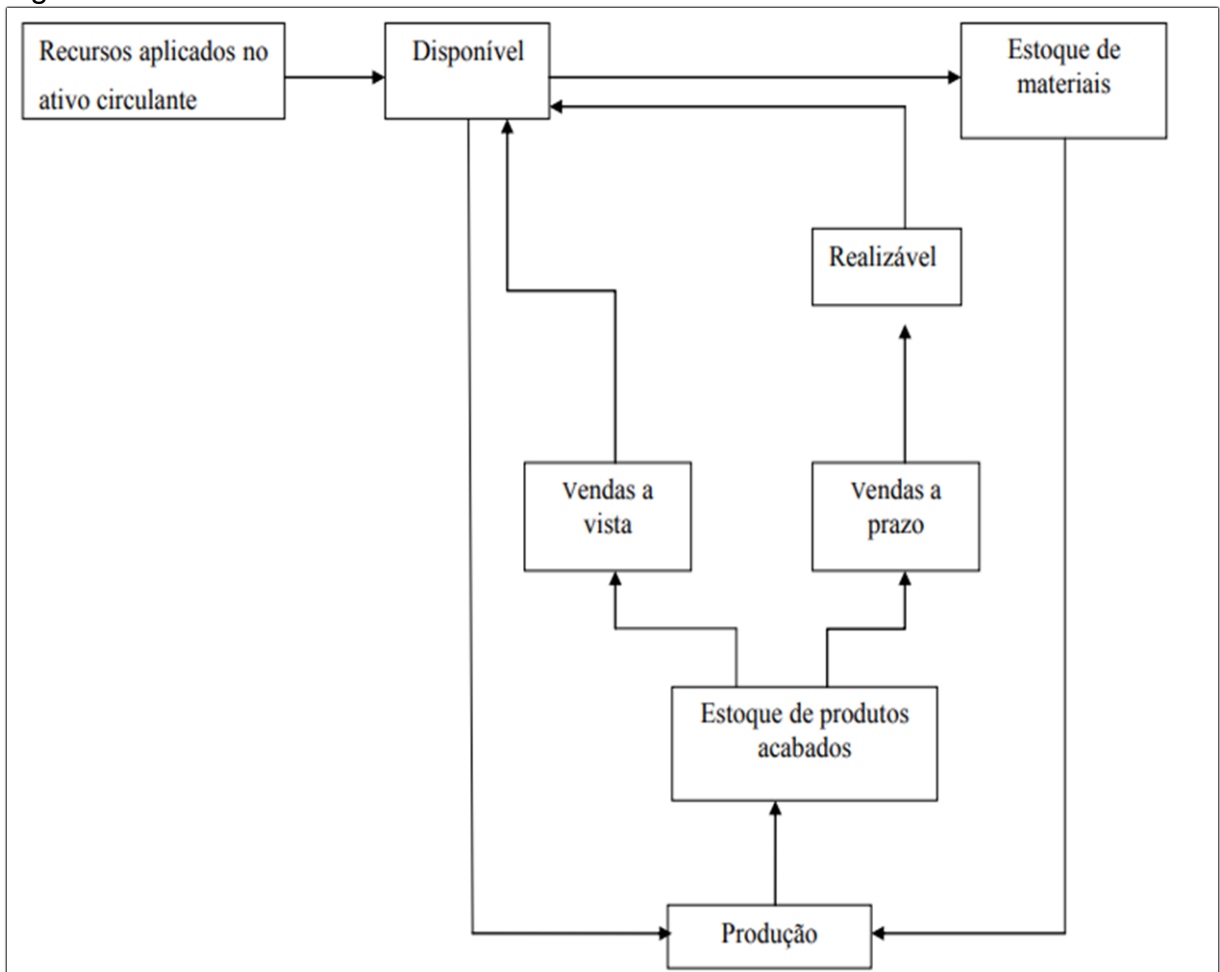 Recursos aplicados no
ativo circulante
Disponível
Estoque de
materiais
Realizável
Vendas a
vista
Vendas a
prazo
Estoque de produtos
acabados
Produção